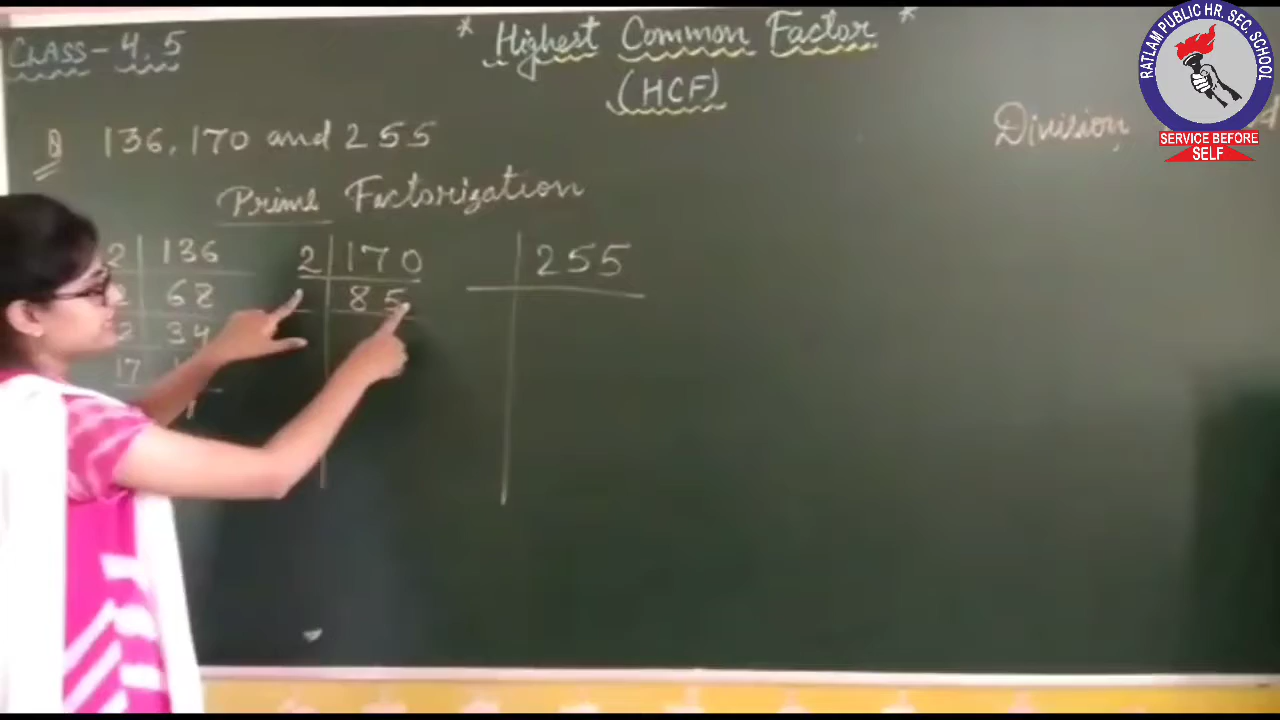 CLASS - 4, 5
* Highest Common Factor *
(HCF)
Q 136, 170 and 255
Division
Prime Factorization
2 136
68
2 34
17
2 170
85
255
RATLAM PUBLIC HR. SEC. SCHOOL
SERVICE BEFORE
SELF